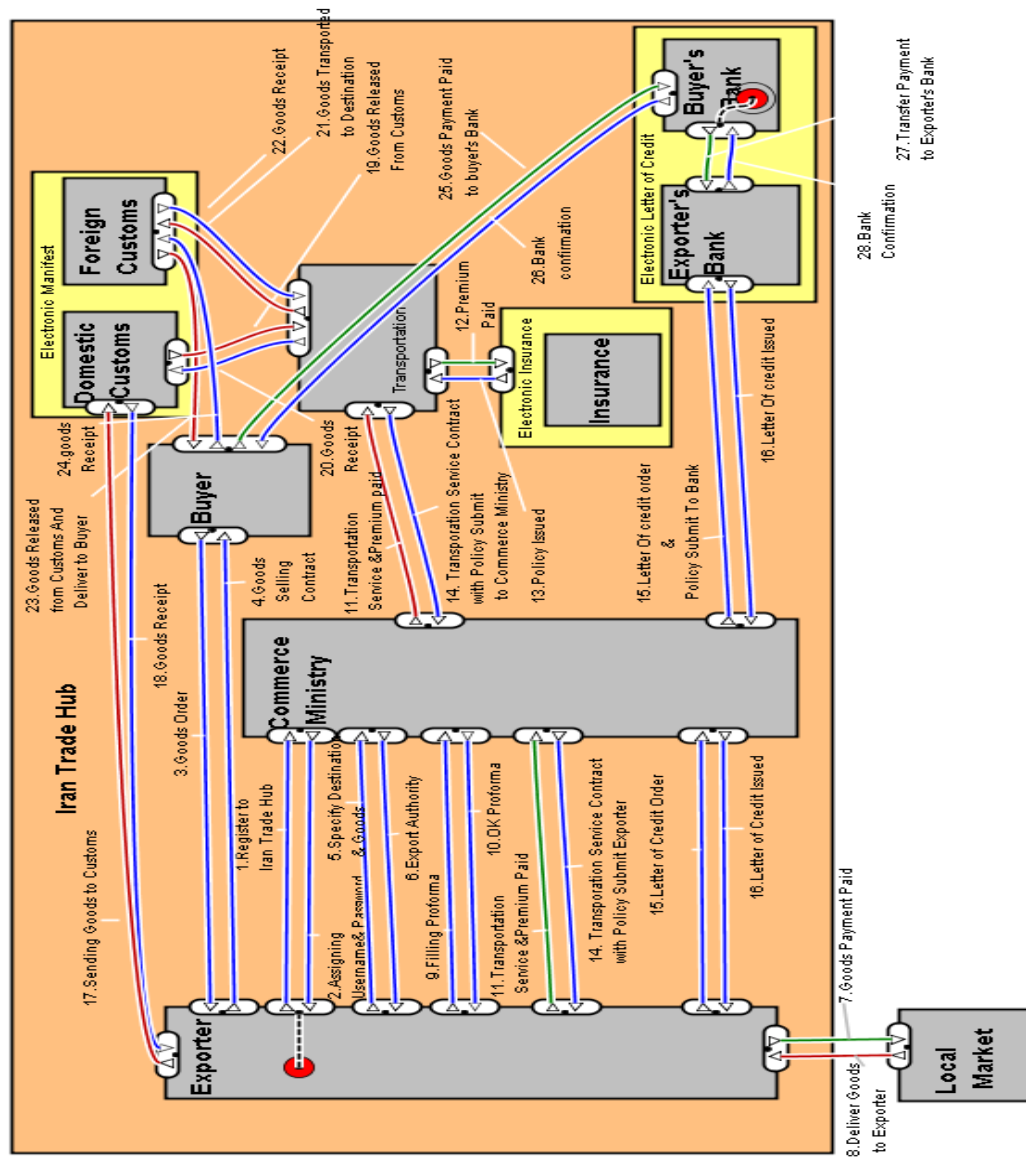 Iran Trade Hub
Electronic Manifest
Foreign
Customs
Domestic
Customs
22.Goods Receipt
21.Goods Transported
to Destination
19.Goods Released
From Customs
25.Goods Payment Paid
to buyer's Bank
26.Bank
confirmation
Electronic Letter of Credit
Buyer's
Bank
Exporter's
Bank
27.Transfer Payment
to Exporter's Bank
28.Bank
Confirmation
Transportation
12.Premium
Paid
Electronic Insurance
Insurance
24.goods
Receipt
23.Goods Released
from Customs And
Deliver to Buyer
Buyer
20.Goods
Receipt
11.Transportation
Service &Premium paid
14. Transporation Service Contract
with Policy Submit
to Commerce Ministry
13.Policy Issued
15.Letter Of credit order
&
Policy Submit To Bank
16.Letter Of credit Issued
18.Goods Receipt
3.Goods Order
4.Goods
Selling
Contract
Commerce
Ministry
17.Sending Goods to Customs
1.Register to
Iran Trade Hub
2.Assigning
Username& Password
5.Specify Destination
& Goods
6.Export Authority
9.Filling Proforma
10.OK Proforma
11.Transportation
Service &Premium Paid
14. Transporation Service Contract
with Policy Submit Exporter
15.Letter of Credit Order
16.Letter of Credit Issued
Exporter
7.Goods Payment Paid
8.Deliver Goods
to Exporter
Local
Market